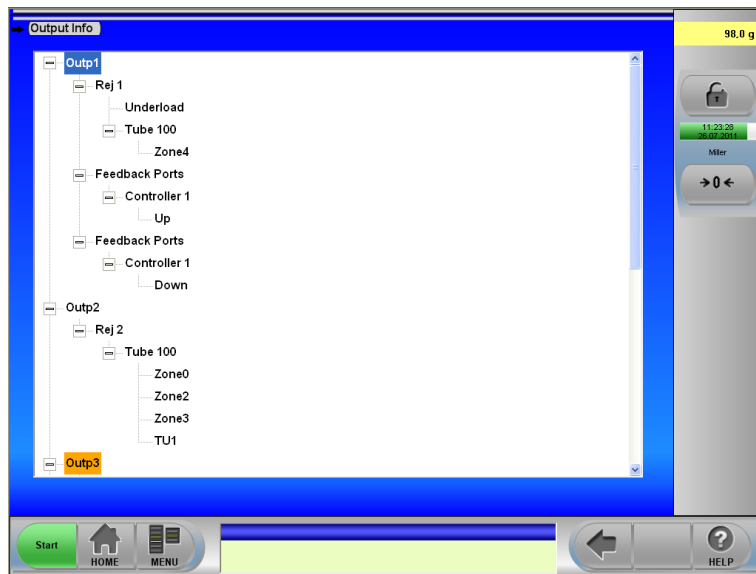 Output Info
98,0 g
Outp1
Rej 1
Underload
Tube 100
Zone4
Feedback Ports
Controller 1
Up
Feedback Ports
Controller 1
Down
Outp2
Rej 2
Tube 100
Zone0
Zone2
Zone3
TU1
Outp3
11:23:28
26.07.2011
Miller
→0←
Start
HOME
MENU
?
HELP